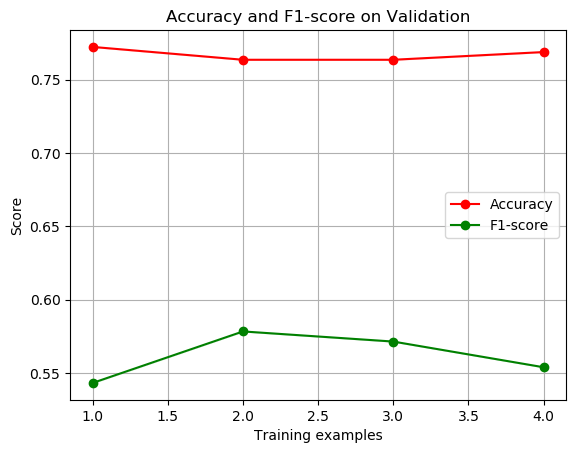 Accuracy and F1-score on Validation
Score
0.75
0.70
0.65
0.60
0.55
Accuracy
F1-score
1.0 1.5 2.0 2.5 3.0 3.5 4.0
Training examples